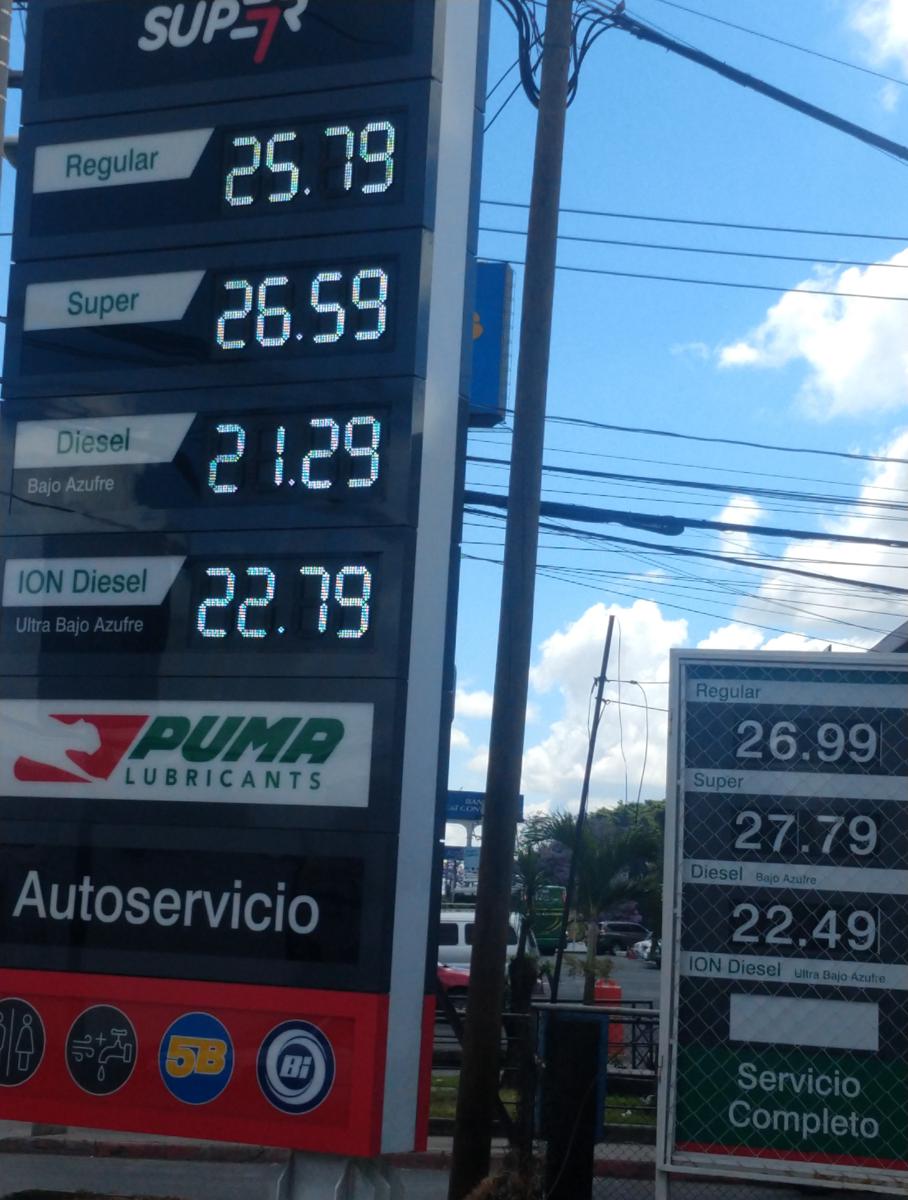 SUPER 7
Regular
25.79
Super
26.59
Diesel
21.29
Bajo Azufre
ION Diesel
22.79
Ultra Bajo Azufre
PUMA
LUBRICANTS
Autoservicio
5B
Bi
Regular
26.99
Super
27.79
Diesel Bajo Azufre
22.49
ION Diesel Ultra Bajo Azufre
Servicio
Completo